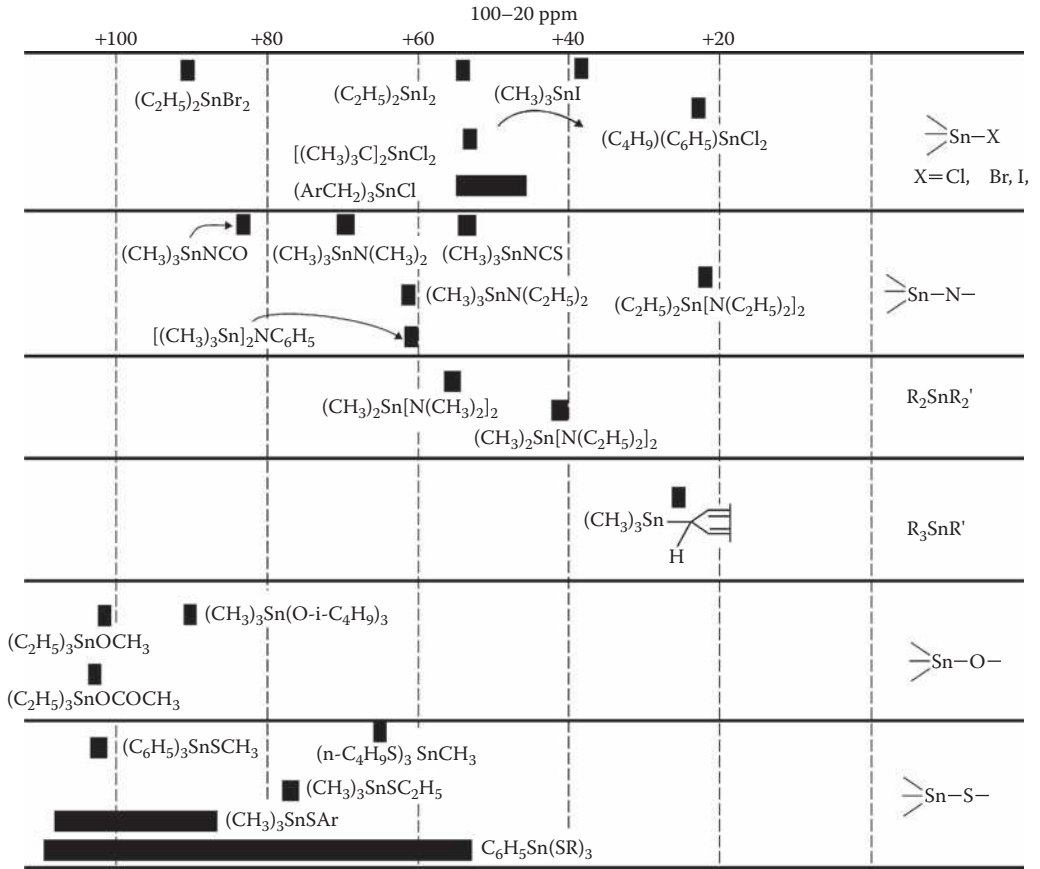 100–20 ppm
+100 +80 +60 +40 +20
(C₂H₅)₂SnBr₂
(C₂H₅)₂SnI₂
(CH₃)₃SnI
(C₄H₉)(C₆H₅)SnCl₂
[(CH₃)₃C]₂SnCl₂
(ArCH₂)₃SnCl
Sn–X
X=Cl, Br, I,
(CH₃)₃SnNCO
(CH₃)₃SnN(CH₃)₂
(CH₃)₃SnNCS
(CH₃)₃SnN(C₂H₅)₂
(C₂H₅)₂Sn[N(C₂H₅)₂]₂
[(CH₃)₃Sn]₂NC₆H₅
Sn–N–
(CH₃)₂Sn[N(CH₃)₂]₂
(CH₃)₂Sn[N(C₂H₅)₂]₂
R₂SnR₂'
(CH₃)₃Sn
H
R₃SnR'
(CH₃)₃Sn(O-i-C₄H₉)₃
(C₂H₅)₃SnOCH₃
(C₂H₅)₃SnOCOCH₃
Sn–O–
(C₆H₅)₃SnSCH₃
(n-C₄H₉S)₃ SnCH₃
(CH₃)₃SnSC₂H₅
(CH₃)₃SnSAr
C₆H₅Sn(SR)₃
Sn–S–